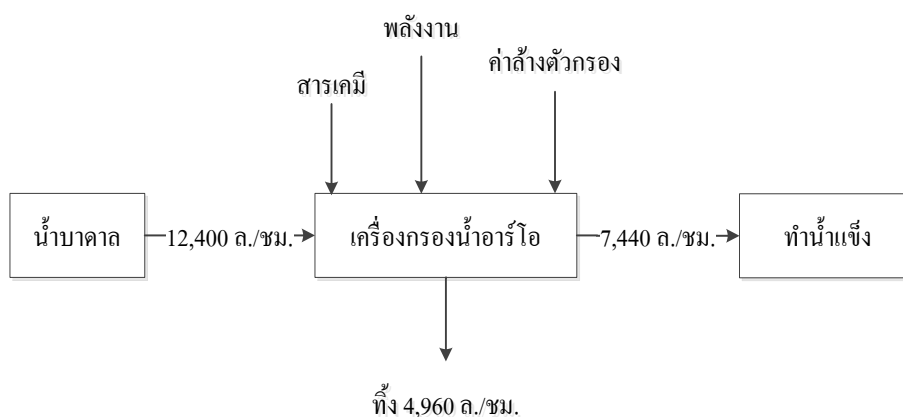 พลังงาน
ค่าล้างตัวกรอง
สารเคมี
น้ำบาดาล
12,400 ล./ชม.
เครื่องกรองน้ำอาร์โอ
7,440 ล./ชม.
ทำน้ำแข็ง
ทิ้ง 4,960 ล./ชม.